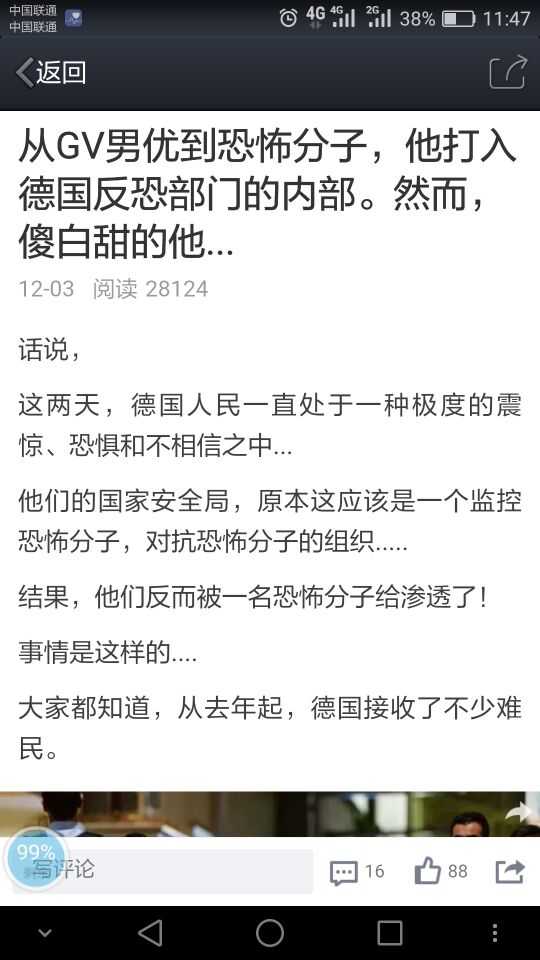 中国联通
中国联通
4G 4G 2G 38% 11:47
返回
从GV男优到恐怖分子，他打入
德国反恐部门的内部。然而，
傻白甜的他...
12-03 阅读 28124
话说，
这两天，德国人民一直处于一种极度的震
惊、恐惧和不相信之中...
他们的国家安全局，原本这应该是一个监控
恐怖分子，对抗恐怖分子的组织.....
结果，他们反而被一名恐怖分子给渗透了！
事情是这样的....
大家都知道，从去年起，德国接收了不少难
民。
99%
写评论
16
88